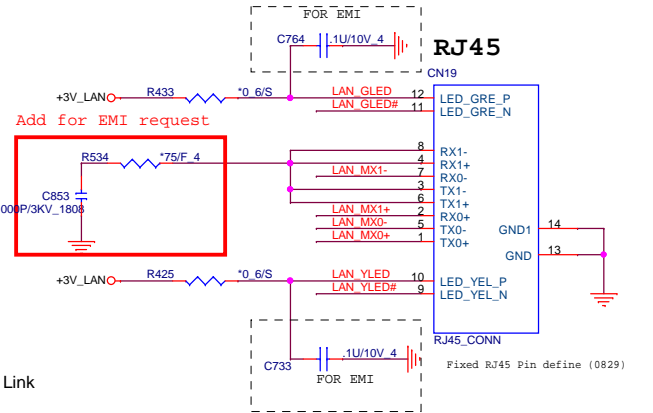 FOR EMI
C764
.1U/10V_4
RJ45
CN19
+3V_LAN
R433
*0_6/S
LAN_GLED
12
LED_GRE_P
LAN_GLED#
11
LED_GRE_N
Add for EMI request
R534
*75/F_4
8
RX1-
4
RX1+
LAN_MX1-
7
RX0-
3
TX1-
6
TX1+
C853
000P/3KV_1808
LAN_MX1+
2
RX0+
LAN_MX0-
5
TX0-
LAN_MX0+
1
TX0+
GND1
14
GND
13
+3V_LAN
R425
*0_6/S
LAN_YLED
10
LED_YEL_P
LAN_YLED#
9
LED_YEL_N
RJ45_CONN
C733
.1U/10V_4
FOR EMI
Fixed RJ45 Pin define (0829)
Link